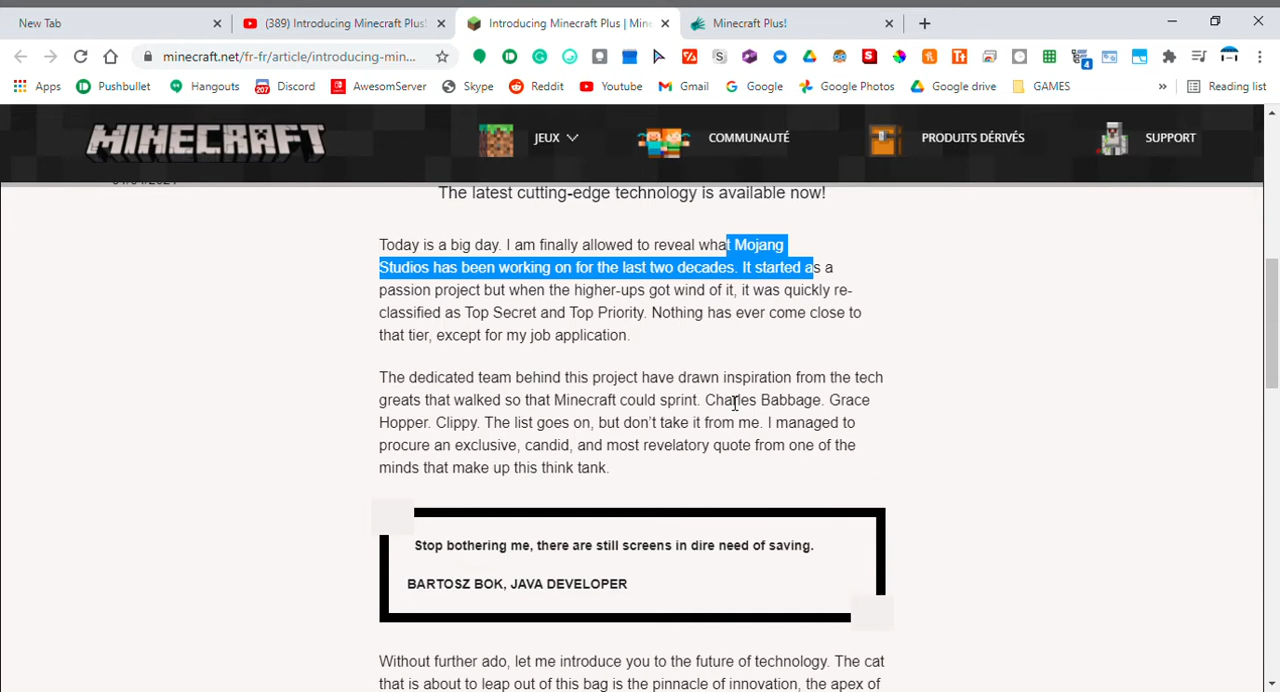 New Tab
(389) Introducing Minecraft Plus!
Introducing Minecraft Plus | Mine
Minecraft Plus!
minecraft.net/fr-fr/article/introducing-min...
4
Apps
Pushbullet
Hangouts
207 Discord
AwesomServer
Skype
Reddit
Youtube
Gmail
Google
Google Photos
Google drive
GAMES
»
Reading list
MINECRAFT
JEUX
COMMUNAUTÉ
PRODUITS DÉRIVÉS
SUPPORT
The latest cutting-edge technology is available now!
Today is a big day. I am finally allowed to reveal what Mojang
Studios has been working on for the last two decades. It started as a
passion project but when the higher-ups got wind of it, it was quickly re-
classified as Top Secret and Top Priority. Nothing has ever come close to
that tier, except for my job application.
The dedicated team behind this project have drawn inspiration from the tech
greats that walked so that Minecraft could sprint. Charles Babbage. Grace
Hopper. Clippy. The list goes on, but don’t take it from me. I managed to
procure an exclusive, candid, and most revelatory quote from one of the
minds that make up this think tank.
Stop bothering me, there are still screens in dire need of saving.
BARTOSZ BOK, JAVA DEVELOPER
Without further ado, let me introduce you to the future of technology. The cat
that is about to leap out of this bag is the pinnacle of innovation, the apex of